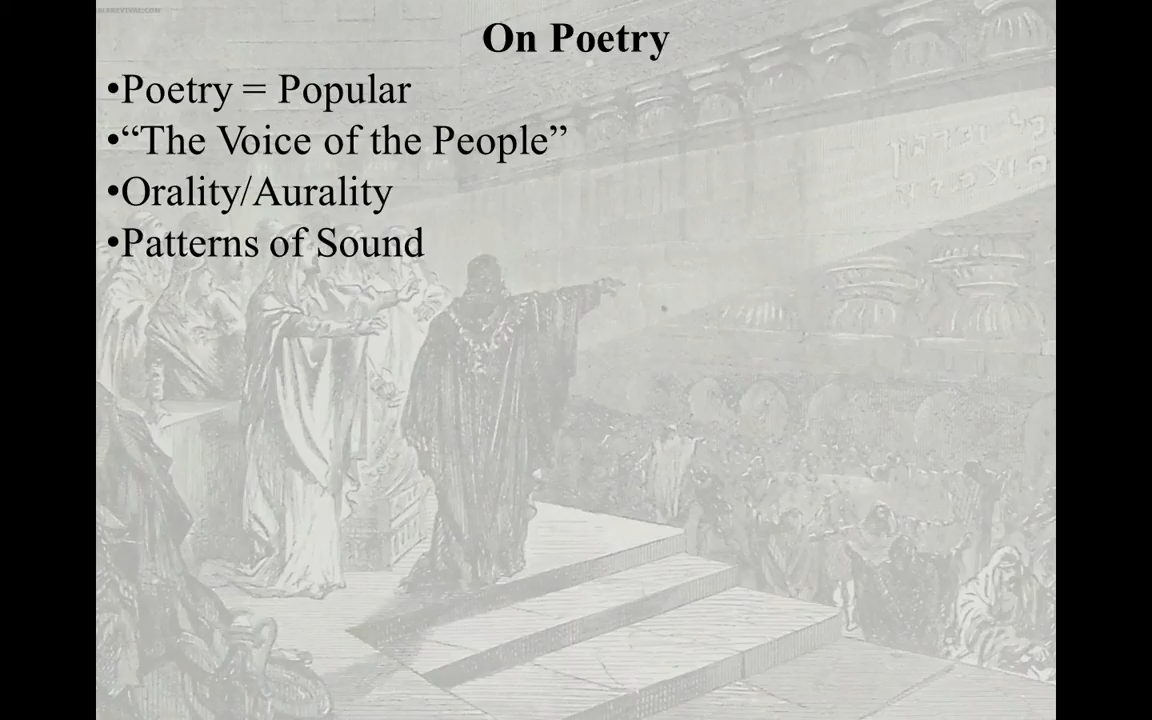 On Poetry
•Poetry = Popular
•“The Voice of the People”
•Orality/Aurality
•Patterns of Sound